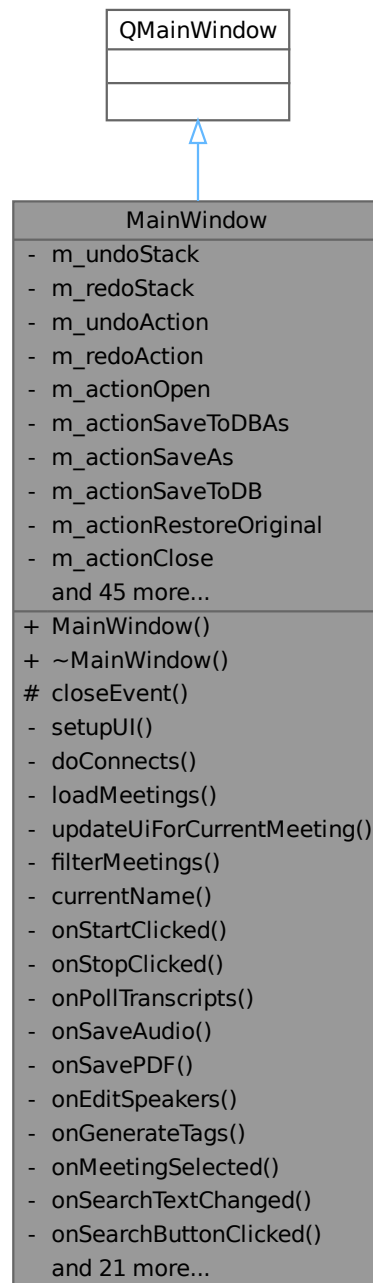 QMainWindow
MainWindow
- m_undoStack
- m_redoStack
- m_undoAction
- m_redoAction
- m_actionOpen
- m_actionSaveToDBAs
- m_actionSaveAs
- m_actionSaveToDB
- m_actionRestoreOriginal
- m_actionClose
and 45 more...
+ MainWindow()
+ ~MainWindow()
# closeEvent()
- setupUI()
- doConnects()
- loadMeetings()
- updateUiForCurrentMeeting()
- filterMeetings()
- currentName()
- onStartClicked()
- onStopClicked()
- onPollTranscripts()
- onSaveAudio()
- onSavePDF()
- onEditSpeakers()
- onGenerateTags()
- onMeetingSelected()
- onSearchTextChanged()
- onSearchButtonClicked()
and 21 more...